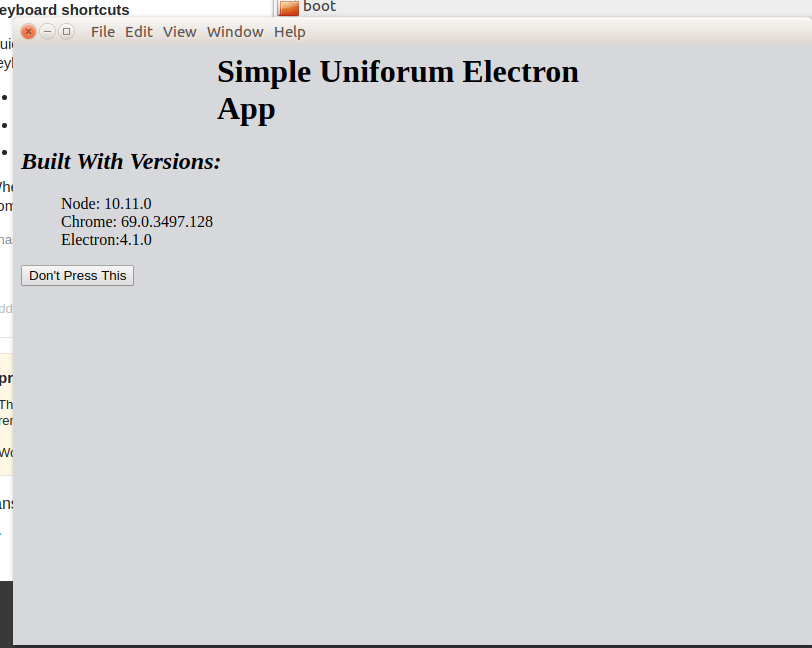 eyboard shortcuts
boot
File Edit View Window Help
Simple Uniforum Electron
App
Built With Versions:
Node: 10.11.0
Chrome: 69.0.3497.128
Electron:4.1.0
Don't Press This